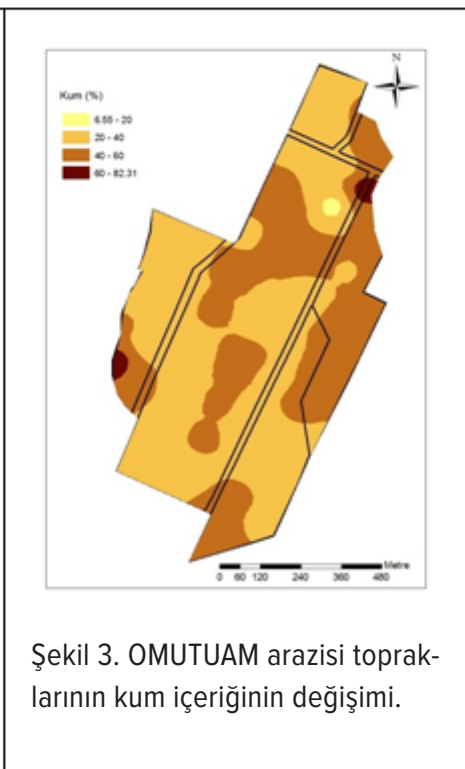 N
Kum (%)
6.55 - 20
20 - 40
40 - 60
60 - 82.31
Metre
0 60 120 240 360 480
Şekil 3. OMUTUAM arazisi toprak-
larının kum içeriğinin değişimi.